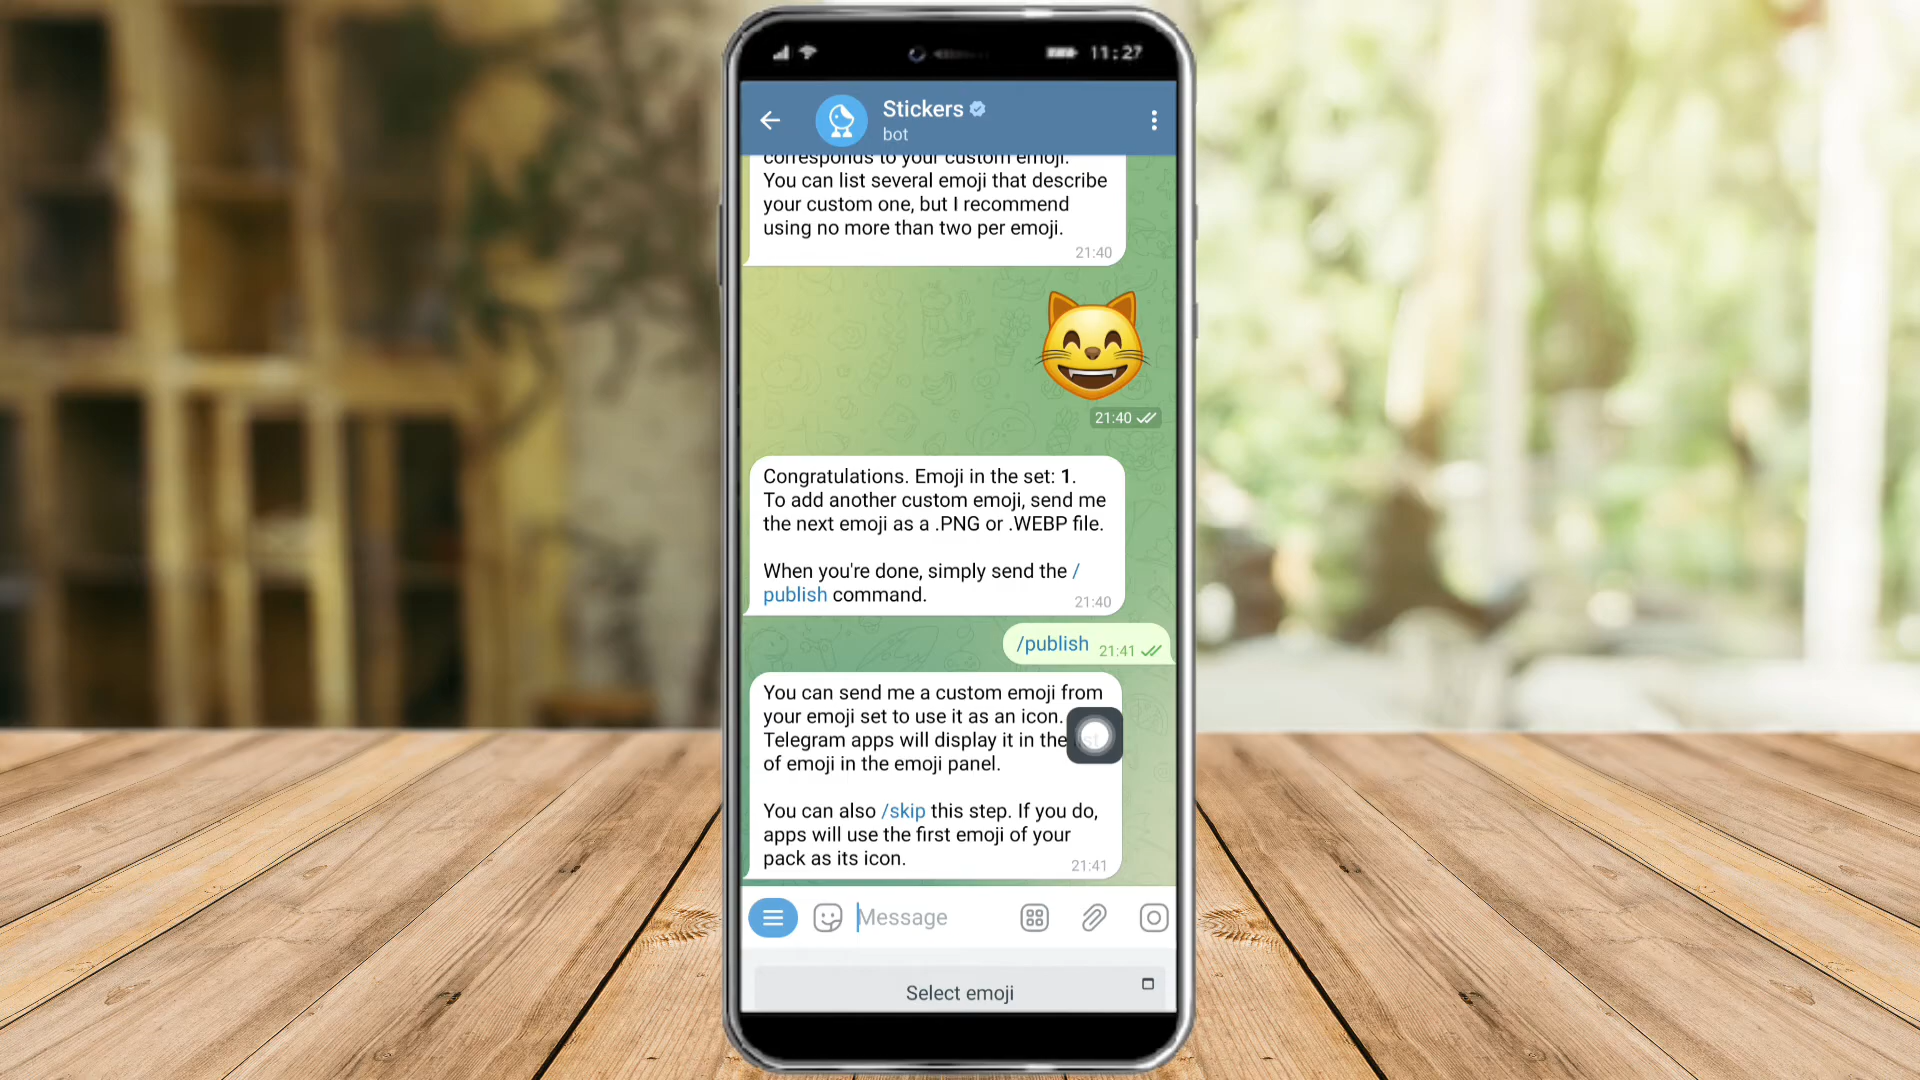 11:27
Stickers
bot
corresponds to your custom emoji.
You can list several emoji that describe
your custom one, but I recommend
using no more than two per emoji.
21:40
21:40
Congratulations. Emoji in the set: 1.
To add another custom emoji, send me
the next emoji as a .PNG or .WEBP file.
When you're done, simply send the /
publish command.
21:40
/publish 21:41
You can send me a custom emoji from
your emoji set to use it as an icon.
Telegram apps will display it in the
of emoji in the emoji panel.
You can also /skip this step. If you do,
apps will use the first emoji of your
pack as its icon.
21:41
Message
Select emoji